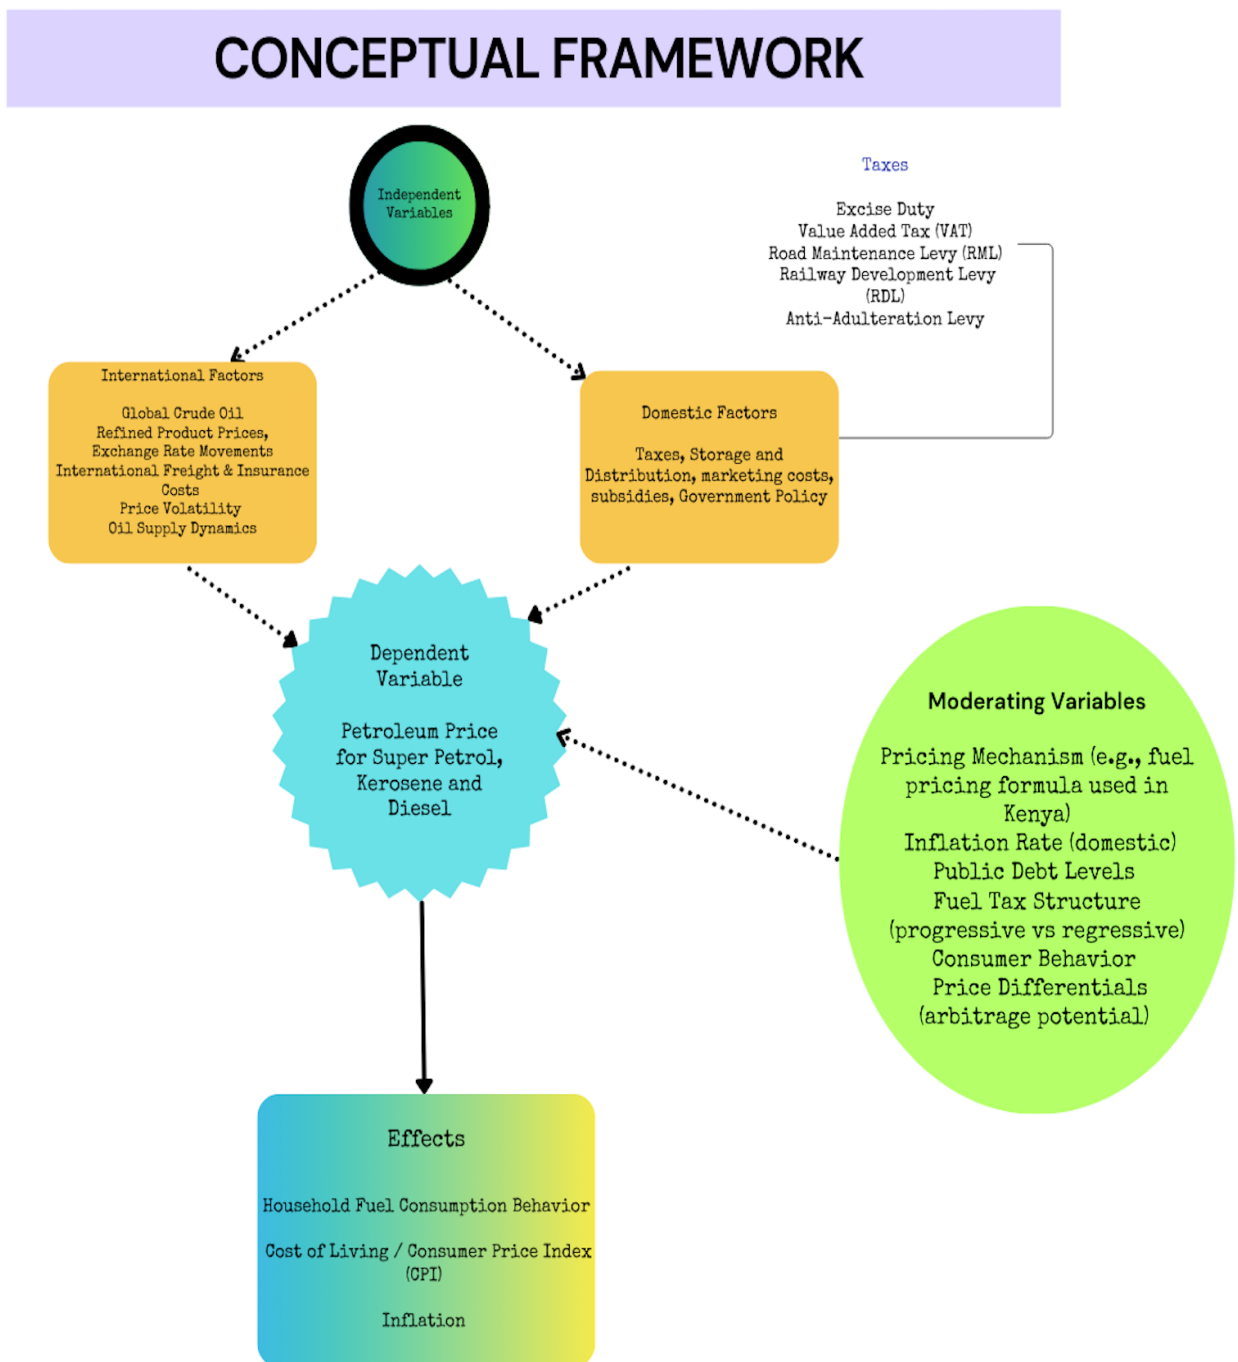 CONCEPTUAL FRAMEWORK
Independent
Variables
Taxes
Excise Duty
Value Added Tax (VAT)
Road Maintenance Levy (RML)
Railway Development Levy
(RDL)
Anti-Adulteration Levy
International Factors
Global Crude Oil
Refined Product Prices,
Exchange Rate Movements
International Freight & Insurance
Costs
Price Volatility
Oil Supply Dynamics
Domestic Factors
Taxes, Storage and
Distribution, marketing costs,
subsidies, Government Policy
Dependent
Variable
Petroleum Price
for Super Petrol,
Kerosene and
Diesel
Moderating Variables
Pricing Mechanism (e.g., fuel
pricing formula used in
Kenya)
Inflation Rate (domestic)
Public Debt Levels
Fuel Tax Structure
(progressive vs regressive)
Consumer Behavior
Price Differentials
(arbitrage potential)
Effects
Household Fuel Consumption Behavior
Cost of Living / Consumer Price Index
(CPI)
Inflation